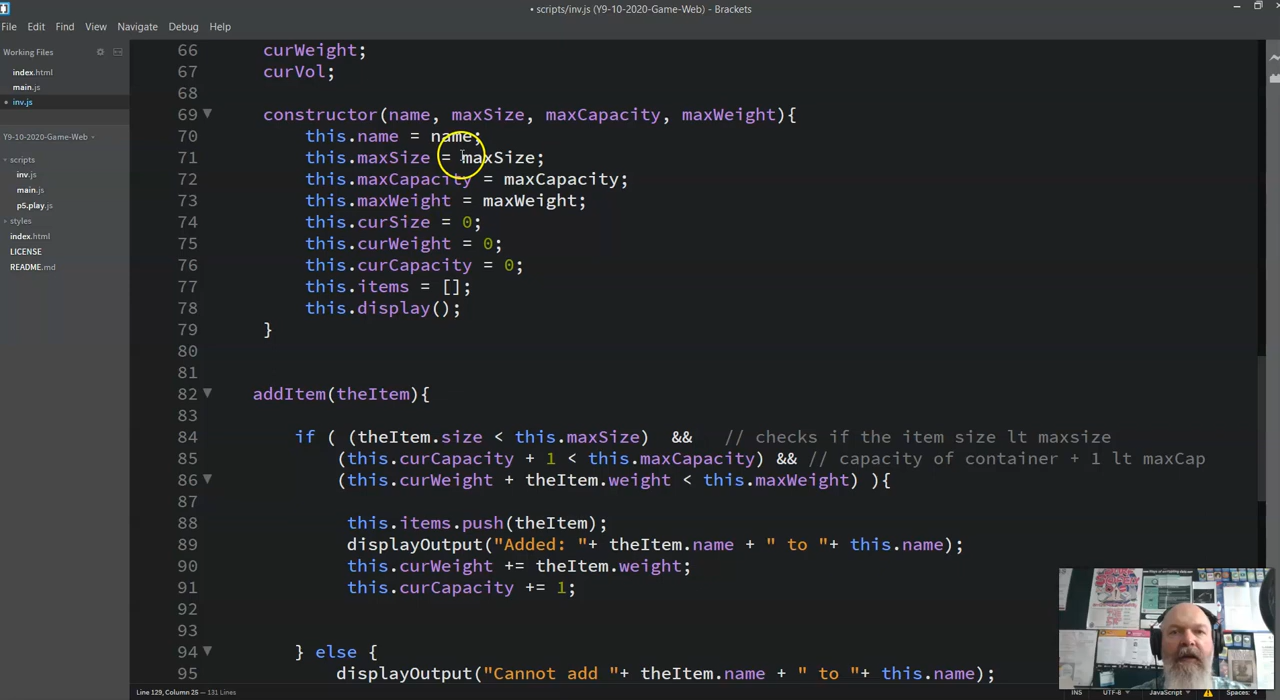 • scripts/inv.js (Y9-10-2020-Game-Web) - Brackets
File Edit Find View Navigate Debug Help
Working Files
index.html
main.js
• inv.js
Y9-10-2020-Game-Web
scripts
inv.js
main.js
p5.play.js
styles
index.html
LICENSE
README.md
66 curWeight;
67 curVol;
68
69 constructor(name, maxSize, maxCapacity, maxWeight){
70 this.name = name;
71 this.maxSize = maxSize;
72 this.maxCapacity = maxCapacity;
73 this.maxWeight = maxWeight;
74 this.curSize = 0;
75 this.curWeight = 0;
76 this.curCapacity = 0;
77 this.items = [];
78 this.display();
79 }
80
81
82 addItem(theItem){
83
84 if ( (theItem.size < this.maxSize) && // checks if the item size lt maxsize
85 (this.curCapacity + 1 < this.maxCapacity) && // capacity of container + 1 lt maxCap
86 (this.curWeight + theItem.weight < this.maxWeight) ){
87
88 this.items.push(theItem);
89 displayOutput("Added: "+ theItem.name + " to "+ this.name);
90 this.curWeight += theItem.weight;
91 this.curCapacity += 1;
92
93
94 } else {
95 displayOutput("Cannot add "+ theItem.name + " to "+ this.name);
Line 129, Column 25 — 131 Lines
INS UTF-8 JavaScript Spaces: 4